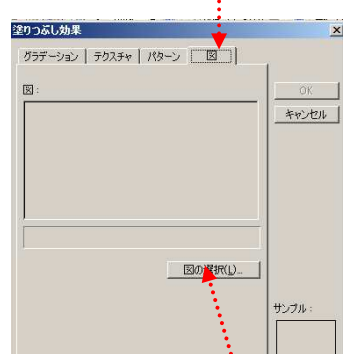 塗りつぶし効果
グラデーション テクスチャ パターン 図
図：
OK
キャンセル
図の選択(L)...
サンプル：